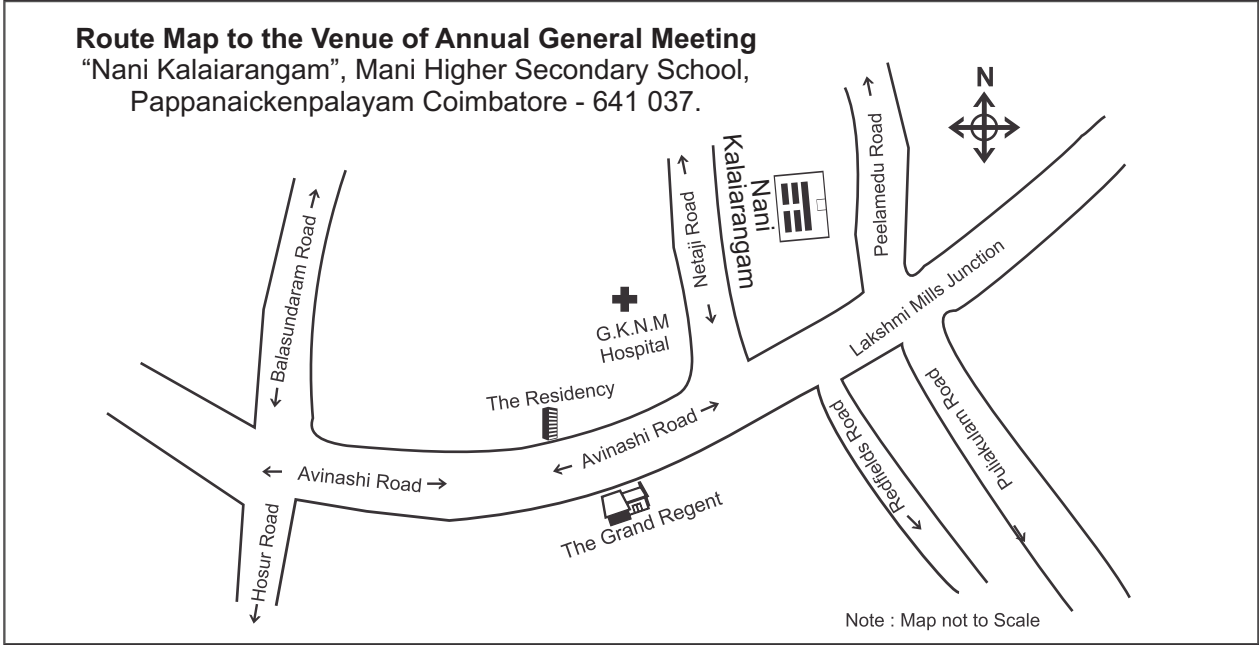 Route Map to the Venue of Annual General Meeting
“Nani Kalaiarangam”, Mani Higher Secondary School,
Pappanaickenpalayam Coimbatore - 641 037.
N
Balasundaram Road
Netaji Road
Nani
Kalaiarangam
Peelamedu Road
G.K.N.M
Hospital
Lakshmi Mills Junction
The Residency
Avinashi Road
Avinashi Road
The Grand Regent
Redfields Road
Puliakulam Road
Hosur Road
Note : Map not to Scale